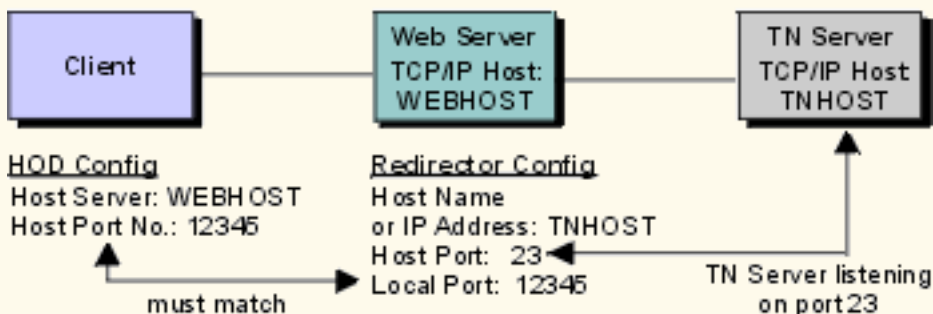 Client
Web Server
TCP/IP Host:
WEBHOST
TN Server
TCP/IP Host
TNHOST
HOD Config
Host Server: WEBHOST
Host Port No.: 12345
must match
Redirector Config
Host Name
or IP Address: TNHOST
Host Port: 23
Local Port: 12345
TN Server listening
on port 23